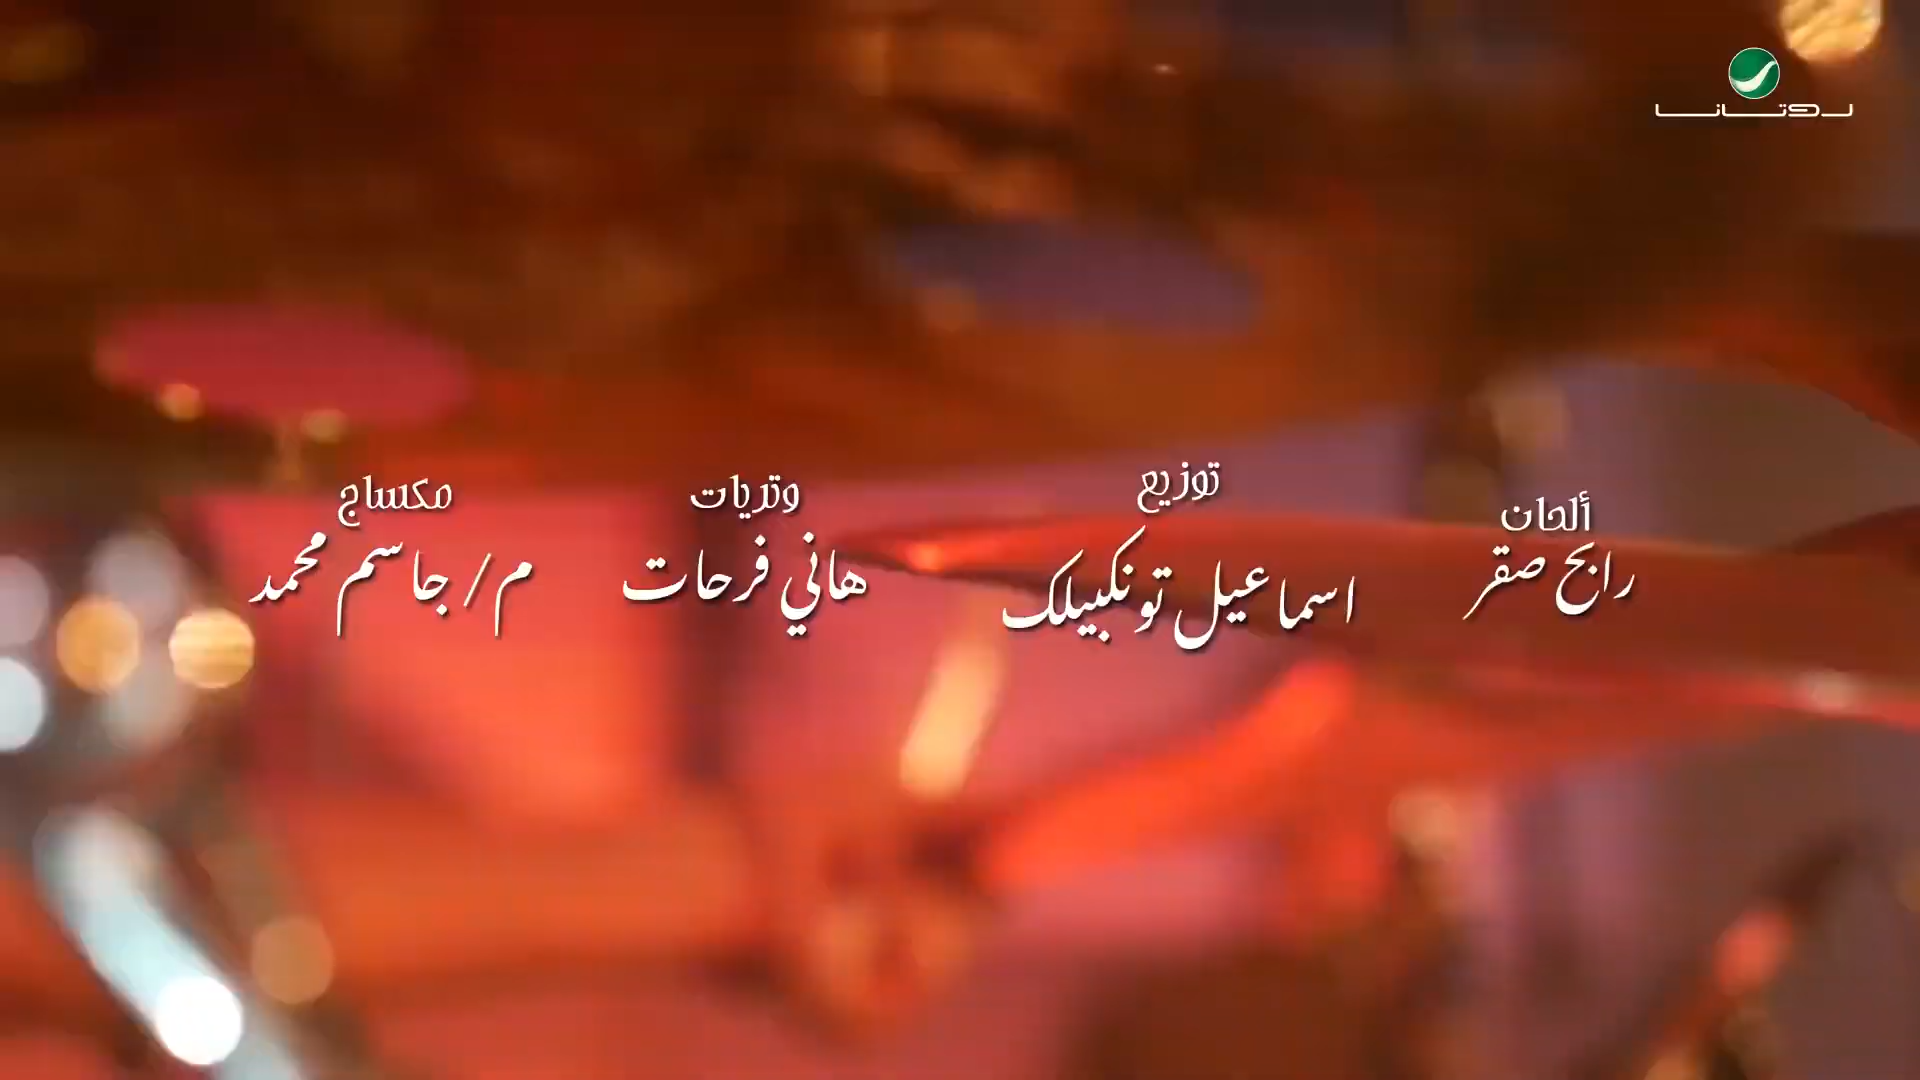 روتانا
ألحان
رابح صقر
توزيع
اسماعيل تونكبيلك
وتريات
هاني فرحات
مكساج
م/ جاسم محمد